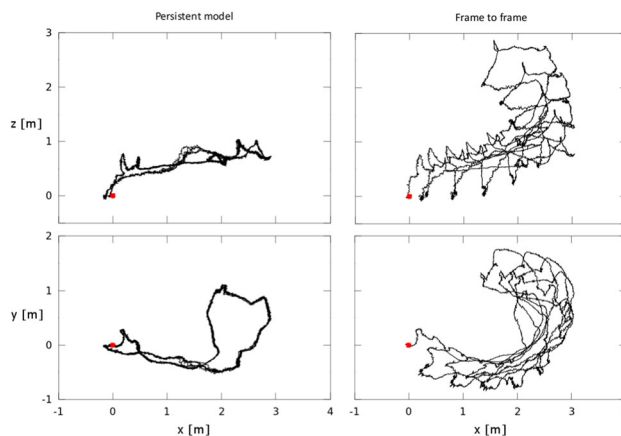 Persistent model
Frame to frame
3
2
z [m]
1
0
2
1
y [m]
0
-1
-1 0 1 2 3 4
-1 0 1 2 3
x [m]
x [m]